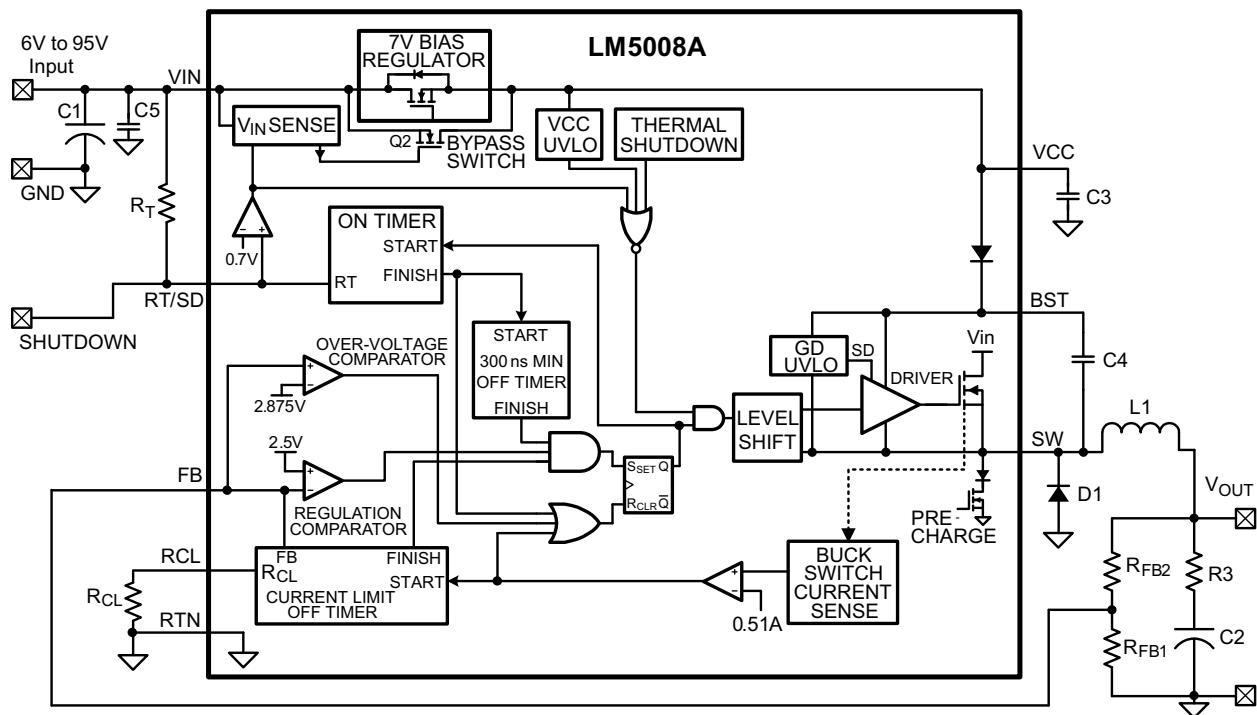 LM5008A
6V to 95V
Input
VIN
C1
C5
GND
RT
7V BIAS
REGULATOR
VIN SENSE
Q2
BYPASS
SWITCH
VCC
UVLO
THERMAL
SHUTDOWN
VCC
C3
0.7V
ON TIMER
START
RT
FINISH
RT/SD
SHUTDOWN
START
300 ns MIN
OFF TIMER
FINISH
OVER-VOLTAGE
COMPARATOR
+
−
2.875V
2.5V
+
−
REGULATION
COMPARATOR
FB
SSET Q
RCLR Q̅
LEVEL
SHIFT
GD
UVLO
SD
DRIVER
Vin
BST
C4
SW
L1
D1
PRE -
CHARGE
VOUT
RFB2
R3
RFB1
C2
RCL
RCL
RTN
FB
RCL
FINISH
START
CURRENT LIMIT
OFF TIMER
+
−
0.51A
BUCK
SWITCH
CURRENT
SENSE